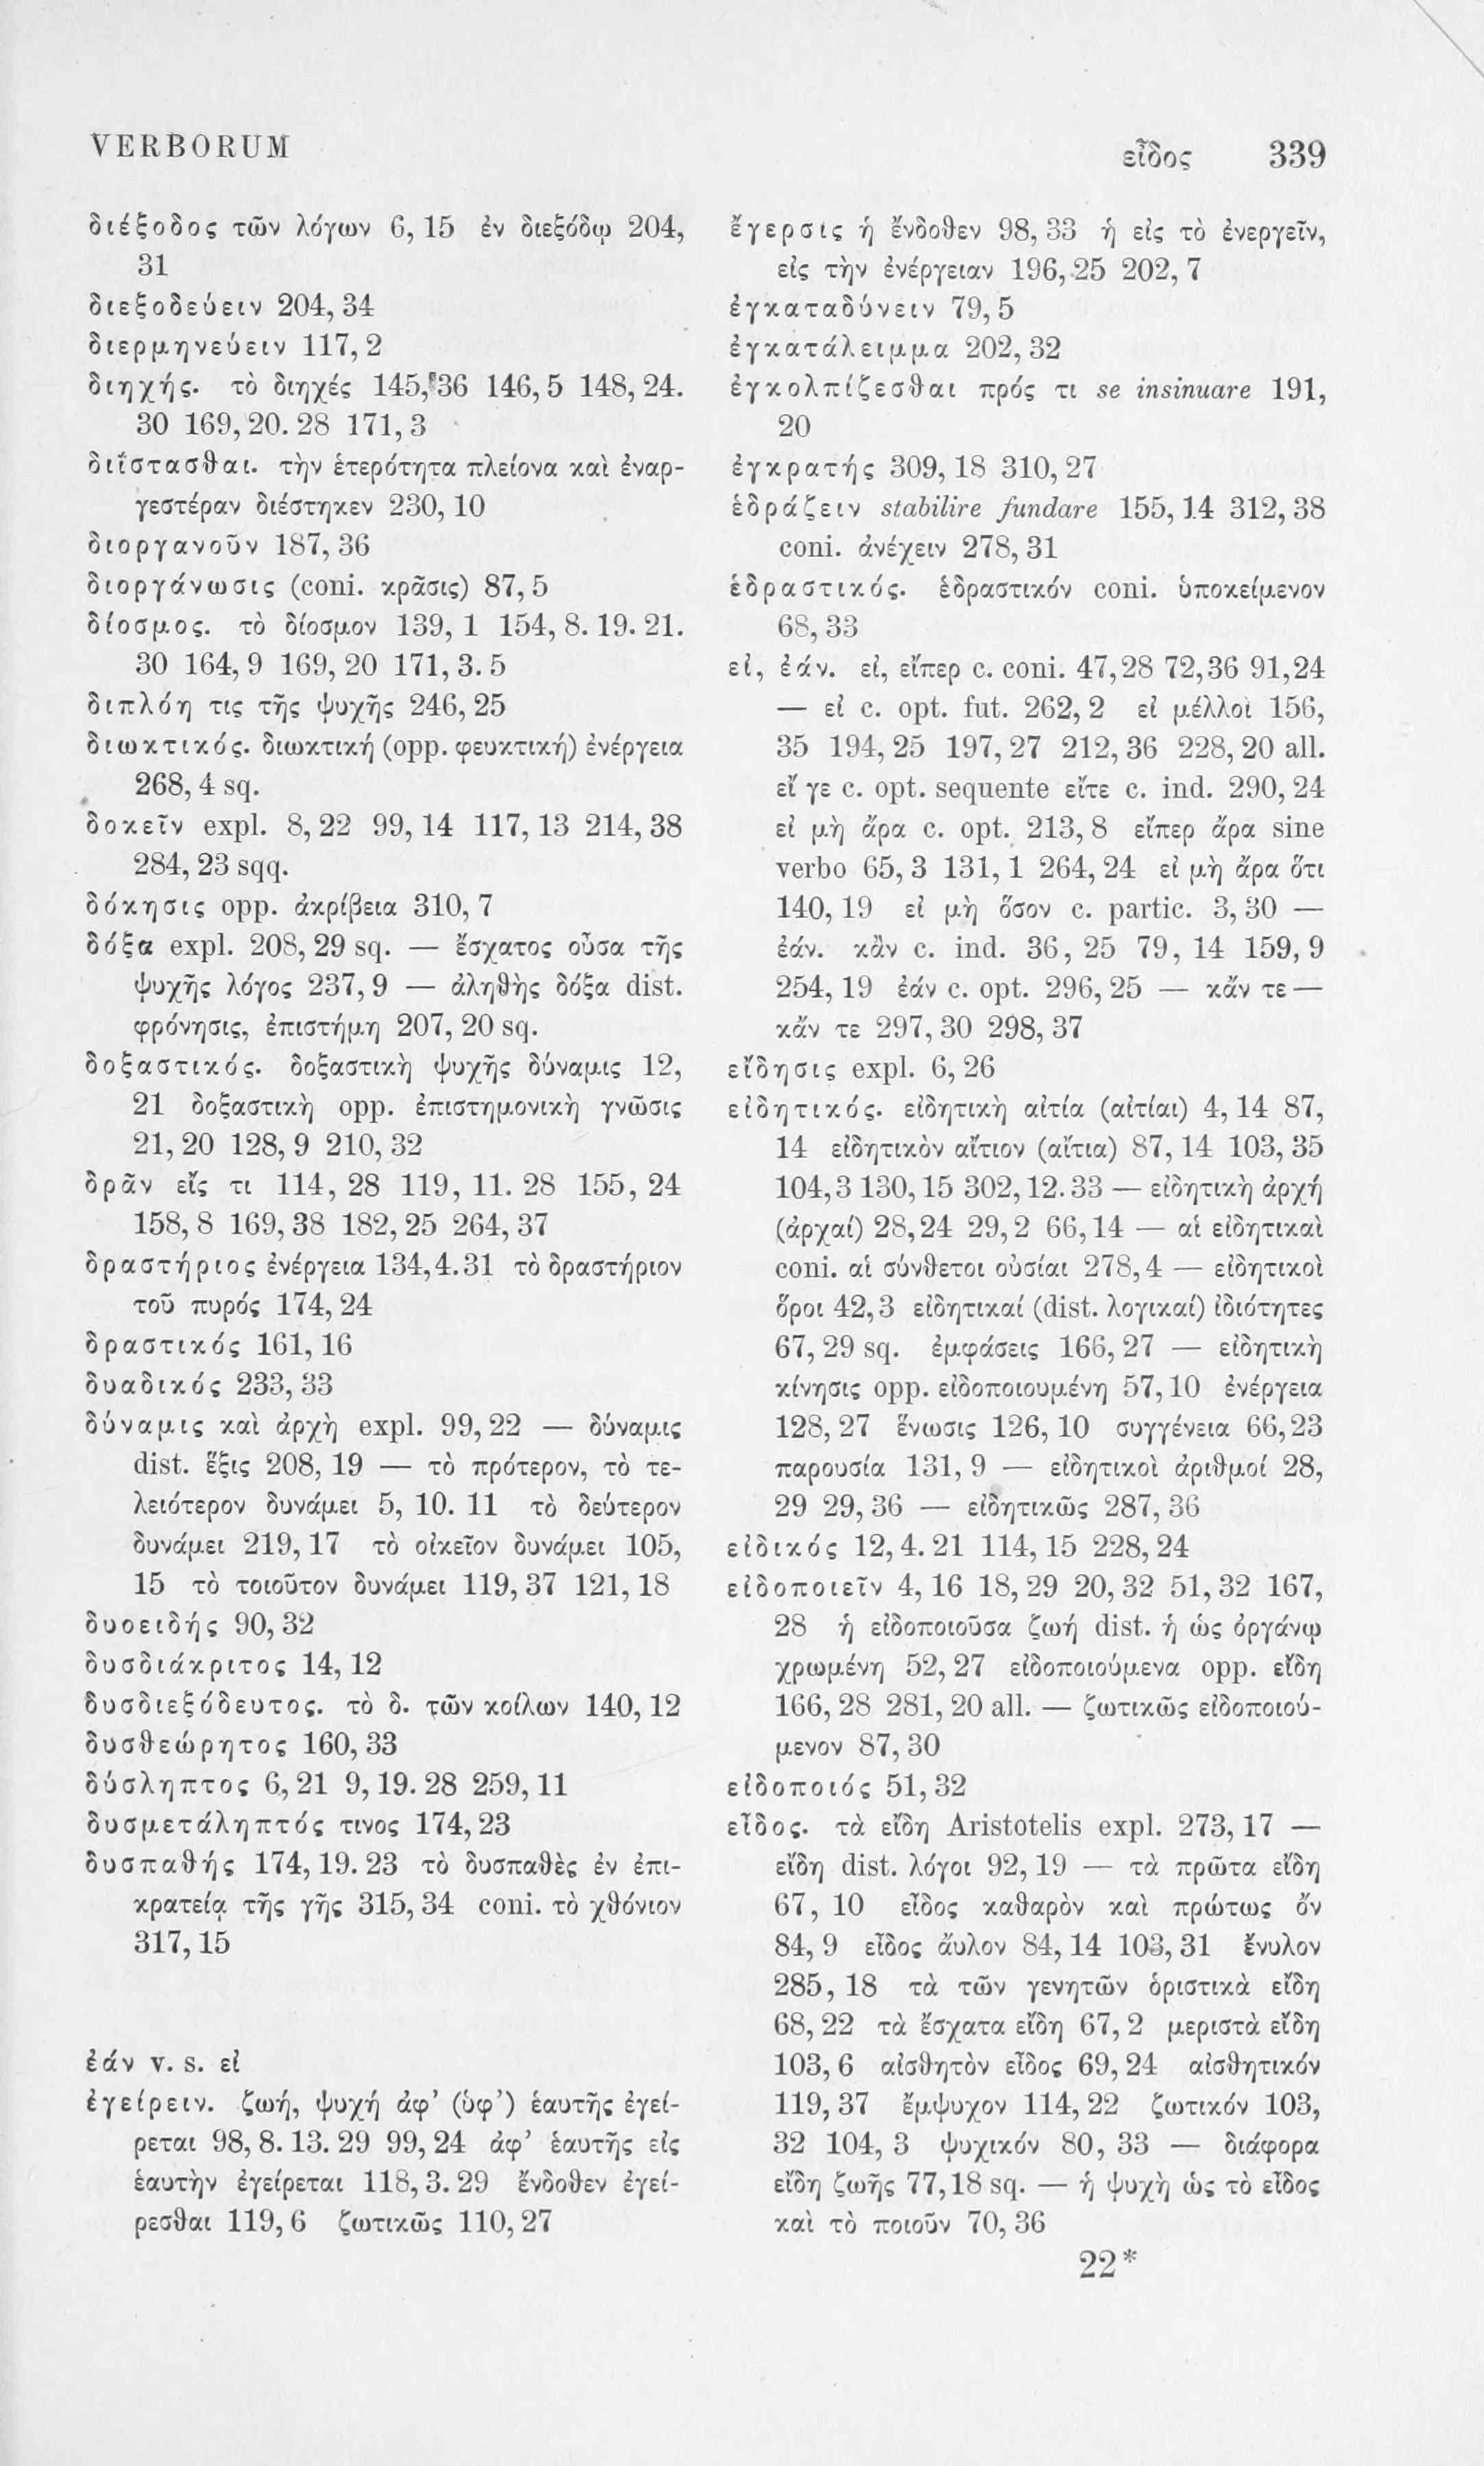 VERBORUM
εἶδος 339
διέξοδος τῶν λόγων 6, 15 ἐν διεξόδῳ 204,
31
διεξοδεύειν 204, 34
διερμηνεύειν 117, 2
διηχής. τὸ διηχές 145, 36 146, 5 148, 24.
30 169, 20. 28 171, 3
διΐστασθαι. τὴν ἑτερότητα πλείονα καὶ ἐναρ-
γεστέραν διέστηκεν 230, 10
διοργανοῦν 187, 36
διοργάνωσις (coni. κρᾶσις) 87, 5
δίοσμος. τὸ δίοσμον 139, 1 154, 8. 19. 21.
30 164, 9 169, 20 171, 3. 5
διπλόη τις τῆς ψυχῆς 246, 25
διωκτικός. διωκτική (opp. φευκτική) ἐνέργεια
268, 4 sq.
δοκεῖν expl. 8, 22 99, 14 117, 13 214, 38
284, 23 sqq.
δόκησις opp. ἀκρίβεια 310, 7
δόξα expl. 208, 29 sq. — ἔσχατος οὖσα τῆς
ψυχῆς λόγος 237, 9 — ἀληθὴς δόξα dist.
φρόνησις, ἐπιστήμη 207, 20 sq.
δοξαστικός. δοξαστικὴ ψυχῆς δύναμις 12,
21 δοξαστικὴ opp. ἐπιστημονικὴ γνῶσις
21, 20 128, 9 210, 32
δρᾶν εἴς τι 114, 28 119, 11. 28 155, 24
158, 8 169, 38 182, 25 264, 37
δραστήριος ἐνέργεια 134, 4. 31 τὸ δραστήριον
τοῦ πυρός 174, 24
δραστικός 161, 16
δυαδικός 233, 33
δύναμις καὶ ἀρχὴ expl. 99, 22 — δύναμις
dist. ἕξις 208, 19 — τὸ πρότερον, τὸ τε-
λειότερον δυνάμει 5, 10. 11 τὸ δεύτερον
δυνάμει 219, 17 τὸ οἰκεῖον δυνάμει 105,
15 τὸ τοιοῦτον δυνάμει 119, 37 121, 18
δυοειδής 90, 32
δυσδιάκριτος 14, 12
δυσδιεξόδευτος. τὸ δ. τῶν κοίλων 140, 12
δυσθεώρητος 160, 33
δύσληπτος 6, 21 9, 19. 28 259, 11
δυσμετάληπτός τινος 174, 23
δυσπαθής 174, 19. 23 τὸ δυσπαθὲς ἐν ἐπι-
κρατείᾳ τῆς γῆς 315, 34 coni. τὸ χθόνιον
317, 15
ἐάν v. s. εἰ
ἐγείρειν. ζωή, ψυχή ἀφ’ (ὑφ’) ἑαυτῆς ἐγεί-
ρεται 98, 8. 13. 29 99, 24 ἀφ’ ἑαυτῆς εἰς
ἑαυτὴν ἐγείρεται 118, 3. 29 ἔνδοθεν ἐγεί-
ρεσθαι 119, 6 ζωτικῶς 110, 27
ἔγερσις ἡ ἔνδοθεν 98, 33 ἡ εἰς τὸ ἐνεργεῖν,
εἰς τὴν ἐνέργειαν 196, 25 202, 7
ἐγκαταδύνειν 79, 5
ἐγκατάλειμμα 202, 32
ἐγκολπίζεσθαι πρός τι se insinuare 191,
20
ἐγκρατής 309, 18 310, 27
ἑδράζειν stabilire fundare 155, 14 312, 38
coni. ἀνέχειν 278, 31
ἑδραστικός. ἑδραστικόν coni. ὑποκείμενον
68, 33
εἰ, ἐάν. εἰ, εἴπερ c. coni. 47, 28 72, 36 91, 24
— εἰ c. opt. fut. 262, 2 εἰ μέλλοι 156,
35 194, 25 197, 27 212, 36 228, 20 all.
εἴ γε c. opt. sequente εἴτε c. ind. 290, 24
εἰ μὴ ἄρα c. opt. 213, 8 εἴπερ ἄρα sine
verbo 65, 3 131, 1 264, 24 εἰ μὴ ἄρα ὅτι
140, 19 εἰ μὴ ὅσον c. partic. 3, 30 —
ἐάν. κἂν c. ind. 36, 25 79, 14 159, 9
254, 19 ἐάν c. opt. 296, 25 — κἄν τε —
κἄν τε 297, 30 298, 37
εἴδησις expl. 6, 26
εἰδητικός. εἰδητικὴ αἰτία (αἰτίαι) 4, 14 87,
14 εἰδητικὸν αἴτιον (αἴτια) 87, 14 103, 35
104, 3 130, 15 302, 12. 33 — εἰδητικὴ ἀρχή
(ἀρχαί) 28, 24 29, 2 66, 14 — αἱ εἰδητικαὶ
coni. αἱ σύνθετοι οὐσίαι 278, 4 — εἰδητικοὶ
ὅροι 42, 3 εἰδητικαί (dist. λογικαί) ἰδιότητες
67, 29 sq. ἐμφάσεις 166, 27 — εἰδητικὴ
κίνησις opp. εἰδοποιουμένη 57, 10 ἐνέργεια
128, 27 ἕνωσις 126, 10 συγγένεια 66, 23
παρουσία 131, 9 — εἰδητικοὶ ἀριθμοί 28,
29 29, 36 — εἰδητικῶς 287, 36
εἰδικός 12, 4. 21 114, 15 228, 24
εἰδοποιεῖν 4, 16 18, 29 20, 32 51, 32 167,
28 ἡ εἰδοποιοῦσα ζωή dist. ἡ ὡς ὀργάνῳ
χρωμένη 52, 27 εἰδοποιούμενα opp. εἴδη
166, 28 281, 20 all. — ζωτικῶς εἰδοποιού-
μενον 87, 30
εἰδοποιός 51, 32
εἶδος. τὰ εἴδη Aristotelis expl. 273, 17 —
εἴδη dist. λόγοι 92, 19 — τὰ πρῶτα εἴδη
67, 10 εἶδος καθαρὸν καὶ πρώτως ὄν
84, 9 εἶδος ἄυλον 84, 14 103, 31 ἔνυλον
285, 18 τὰ τῶν γενητῶν ὁριστικὰ εἴδη
68, 22 τὰ ἔσχατα εἴδη 67, 2 μεριστὰ εἴδη
103, 6 αἰσθητὸν εἶδος 69, 24 αἰσθητικόν
119, 37 ἔμψυχον 114, 22 ζωτικόν 103,
32 104, 3 ψυχικόν 80, 33 — διάφορα
εἴδη ζωῆς 77, 18 sq. — ἡ ψυχὴ ὡς τὸ εἶδος
καὶ τὸ ποιοῦν 70, 36
22*